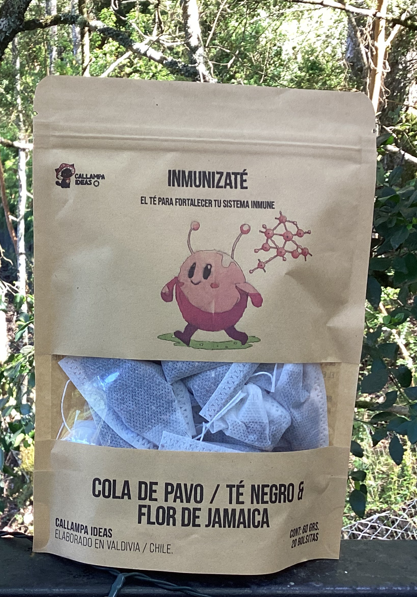 CALLAMPA
IDEAS
INMUNIZATÉ
EL TÉ PARA FORTALECER TU SISTEMA INMUNE
COLA DE PAVO / TÉ NEGRO &
FLOR DE JAMAICA
CALLAMPA IDEAS
ELABORADO EN VALDIVIA / CHILE.
CONT. 60 GRS.
20 BOLSITAS